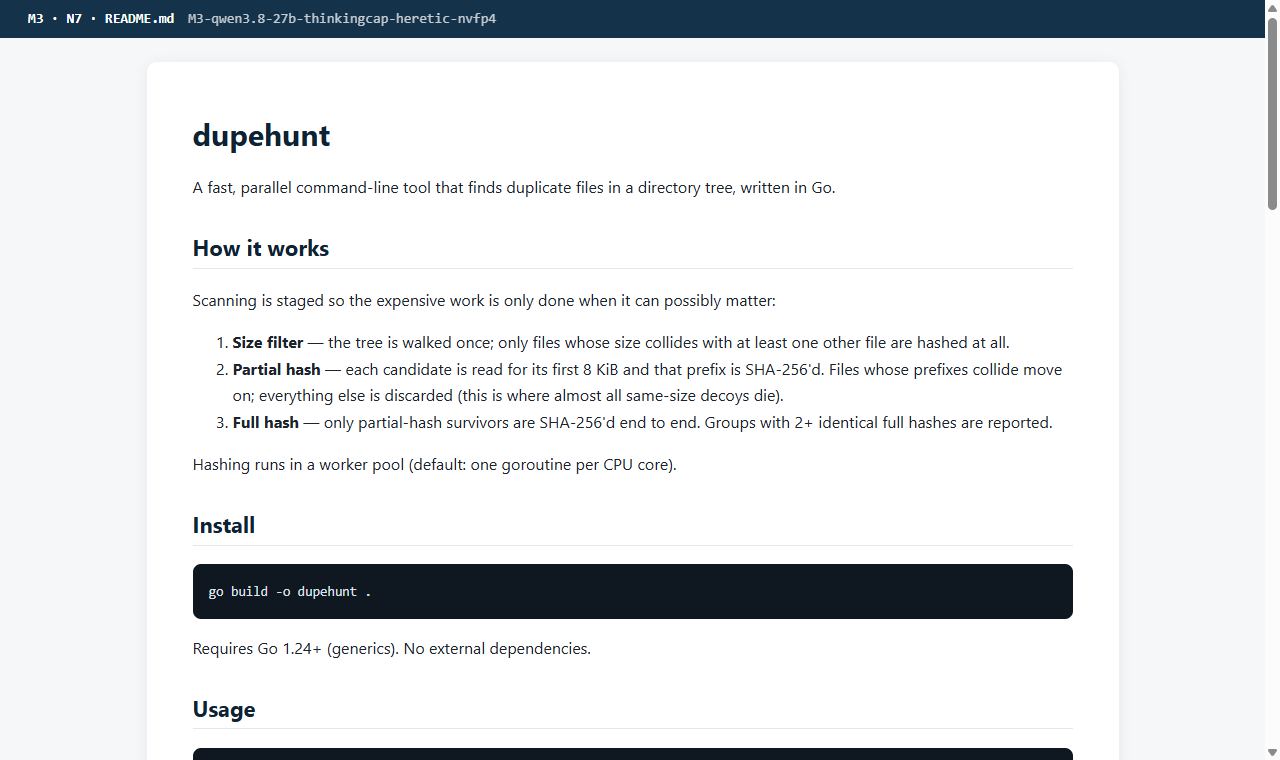 M3 · N7 · README.md M3-qwen3.8-27b-thinkingcap-heretic-nvfp4
dupehunt
A fast, parallel command-line tool that finds duplicate files in a directory tree, written in Go.
How it works
Scanning is staged so the expensive work is only done when it can possibly matter:
1. Size filter — the tree is walked once; only files whose size collides with at least one other file are hashed at all.
2. Partial hash — each candidate is read for its first 8 KiB and that prefix is SHA-256'd. Files whose prefixes collide move
on; everything else is discarded (this is where almost all same-size decoys die).
3. Full hash — only partial-hash survivors are SHA-256'd end to end. Groups with 2+ identical full hashes are reported.
Hashing runs in a worker pool (default: one goroutine per CPU core).
Install
go build -o dupehunt .
Requires Go 1.24+ (generics). No external dependencies.
Usage